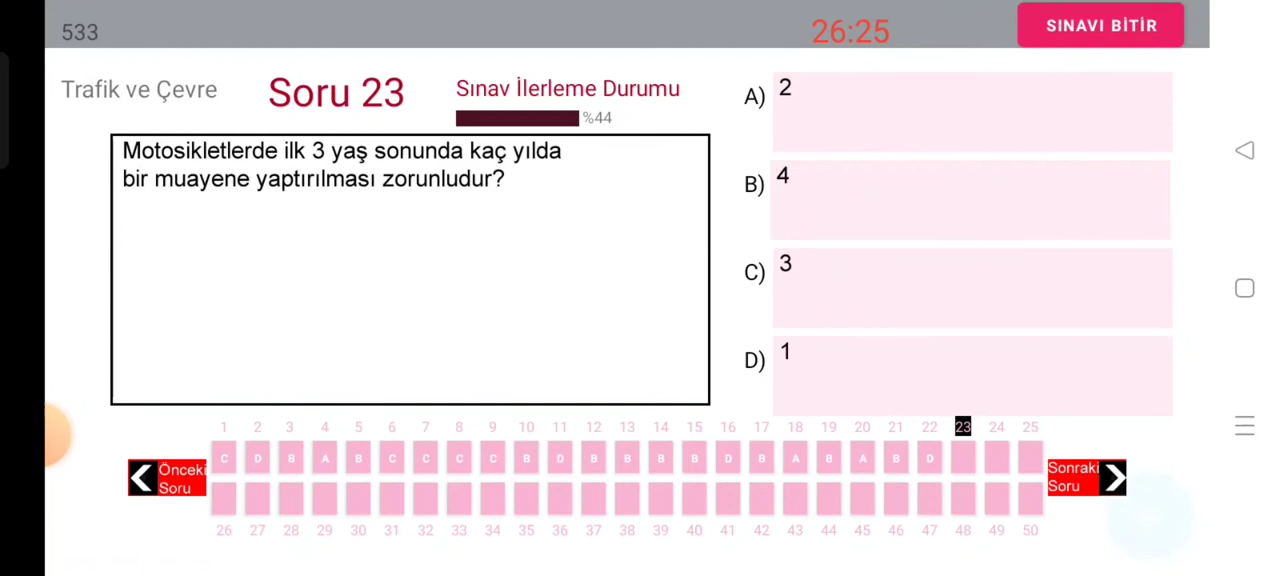 533
26:25
SINAVI BİTİR
Trafik ve Çevre
Soru 23
Sınav İlerleme Durumu
%44
Motosikletlerde ilk 3 yaş sonunda kaç yılda
bir muayene yaptırılması zorunludur?
A) 2
B) 4
C) 3
D) 1
1 2 3 4 5 6 7 8 9 10 11 12 13 14 15 16 17 18 19 20 21 22 23 24 25
C D B A B C C C C B D B B B B D B A B A B D
Önceki
Soru
Sonraki
Soru
26 27 28 29 30 31 32 33 34 35 36 37 38 39 40 41 42 43 44 45 46 47 48 49 50